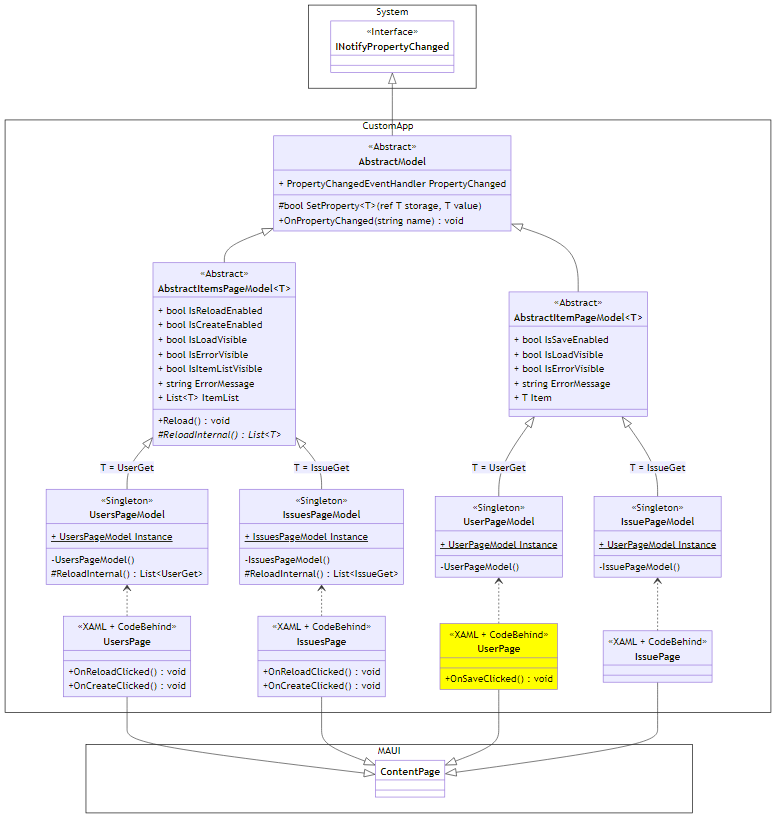 System
«Interface»
INotifyPropertyChanged
CustomApp
«Abstract»
AbstractModel
+ PropertyChangedEventHandler PropertyChanged
#bool SetProperty<T>(ref T storage, T value)
+OnPropertyChanged(string name) : void
«Abstract»
AbstractItemsPageModel<T>
+ bool IsReloadEnabled
+ bool IsCreateEnabled
+ bool IsLoadVisible
+ bool IsErrorVisible
+ bool IsItemListVisible
+ string ErrorMessage
+ List<T> ItemList
+Reload() : void
#ReloadInternal() : List<T>
«Abstract»
AbstractItemPageModel<T>
+ bool IsSaveEnabled
+ bool IsLoadVisible
+ bool IsErrorVisible
+ string ErrorMessage
+ T Item
T = UserGet
T = IssueGet
T = UserGet
T = IssueGet
«Singleton»
UsersPageModel
+ UsersPageModel Instance
-UsersPageModel()
#ReloadInternal() : List<UserGet>
«Singleton»
IssuesPageModel
+ IssuesPageModel Instance
-IssuesPageModel()
#ReloadInternal() : List<IssueGet>
«Singleton»
UserPageModel
+ UserPageModel Instance
-UserPageModel()
«Singleton»
IssuePageModel
+ UserPageModel Instance
-IssuePageModel()
«XAML + CodeBehind»
UsersPage
+OnReloadClicked() : void
+OnCreateClicked() : void
«XAML + CodeBehind»
IssuesPage
+OnReloadClicked() : void
+OnCreateClicked() : void
«XAML + CodeBehind»
UserPage
+OnSaveClicked() : void
«XAML + CodeBehind»
IssuePage
MAUI
ContentPage